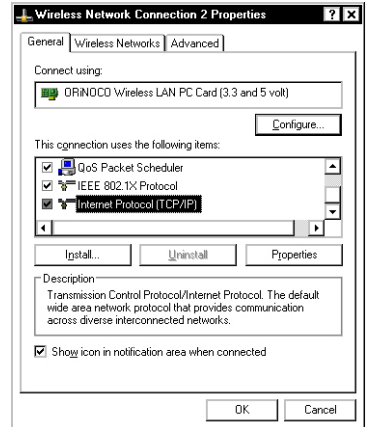 Wireless Network Connection 2 Properties
General Wireless Networks Advanced
Connect using:
ORiNOCO Wireless LAN PC Card (3.3 and 5 volt)
Configure...
This connection uses the following items:
QoS Packet Scheduler
IEEE 802.1X Protocol
Internet Protocol (TCP/IP)
Install... Uninstall Properties
Description
Transmission Control Protocol/Internet Protocol. The default
wide area network protocol that provides communication
across diverse interconnected networks.
Show icon in notification area when connected
OK Cancel